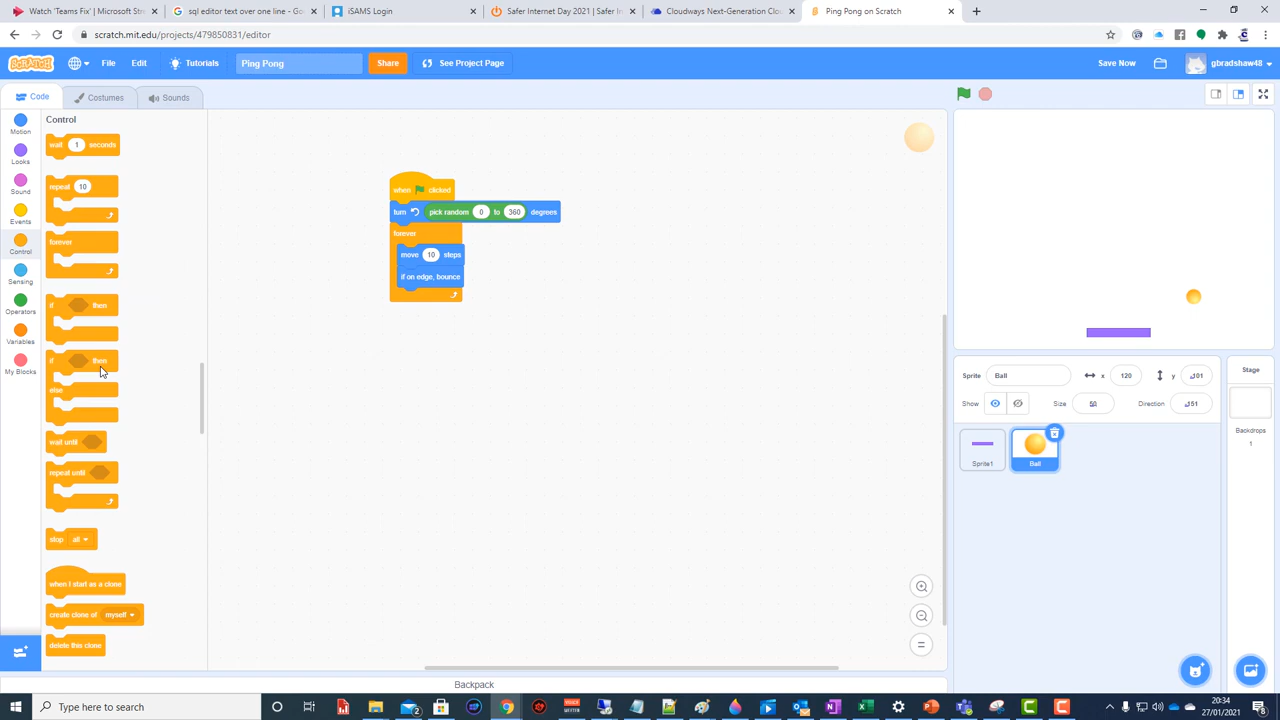 Watch 'Teams Fix' | Microsoft Str
sql editor text over one line - Goo
iSAMS Login
Safer Internet Day 2021 | Safer In
Cloudways Next-Generation Clou
Ping Pong on Scratch
scratch.mit.edu/projects/479850831/editor
SCRATCH
File
Edit
Tutorials
Ping Pong
Share
See Project Page
Save Now
gbradshaw48
Code
Costumes
Sounds
Motion
Looks
Sound
Events
Control
Sensing
Operators
Variables
My Blocks
Control
wait 1 seconds
repeat 10
forever
if then
if then
else
wait until
repeat until
stop all
when I start as a clone
create clone of myself
delete this clone
when clicked
turn pick random 0 to 360 degrees
forever
move 10 steps
if on edge, bounce
Sprite Ball x 120 y
Show Size Direction
Sprite1
Ball
Stage
Backdrops
1
Backpack
Type here to search
20:34
27/01/2021